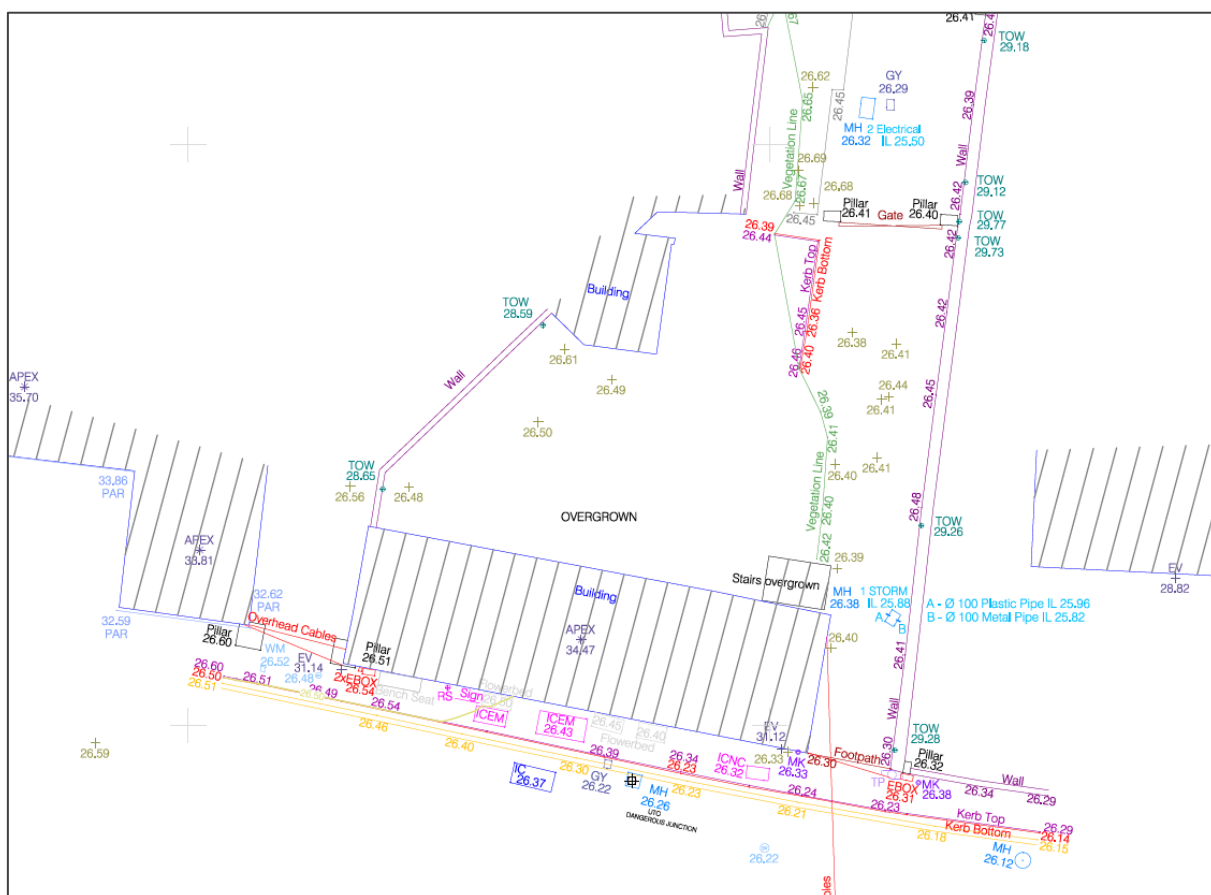 26.41
26.4
TOW
29.18
26.62
26.65
26.45
GY
26.29
26.39
Vegetation Line
MH 2 Electrical
26.32 IL 25.50
Wall
26.69
26.67
26.68
26.68
26.42
TOW
29.12
Wall
Pillar
26.41
Gate
Pillar
26.40
TOW
29.77
26.45
26.39
26.44
26.42
TOW
29.73
Kerb Top
Kerb Bottom
Building
26.42
TOW
28.59
26.45
26.36
26.38
26.41
26.61
26.46
26.40
Wall
26.49
26.44
26.41
26.45
APEX
35.70
26.39
26.50
26.41
26.40
26.41
TOW
28.65
33.86
PAR
26.56
26.48
OVERGROWN
26.40
Vegetation Line
26.48
TOW
29.26
26.42
26.39
APEX
33.81
Stairs overgrown
EV
28.82
Building
MH 1 STORM
26.38 IL 25.88
A
B
A - Ø 100 Plastic Pipe IL 25.96
B - Ø 100 Metal Pipe IL 25.82
32.62
PAR
32.59
PAR
Overhead Cables
Pillar
26.60
APEX
34.47
26.40
26.41
WM
26.52
EV
31.14
26.48
Pillar
26.51
2xEBOX
26.54
Bench Seat
26.60
26.50
26.51
26.51
26.49
26.50
26.54
RS
Sign
Flowerbed
26.50
ICEM
ICEM
26.43
26.45
26.40
Flowerbed
Wall
TOW
29.28
26.30
Pillar
26.32
EV
31.12
26.33
MK
26.33
26.30
Footpath
TP
EBOX
26.31
MK
26.38
Wall
26.34
26.29
26.59
26.46
26.40
26.39
26.34
26.23
26.30
ICNC
26.32
IC
26.37
GY
26.22
MH
26.26
UTO
DANGEROUS JUNCTION
26.23
26.24
26.21
26.23
Kerb Top
26.29
Kerb Bottom
26.14
26.18
26.15
26.22
MH
26.12